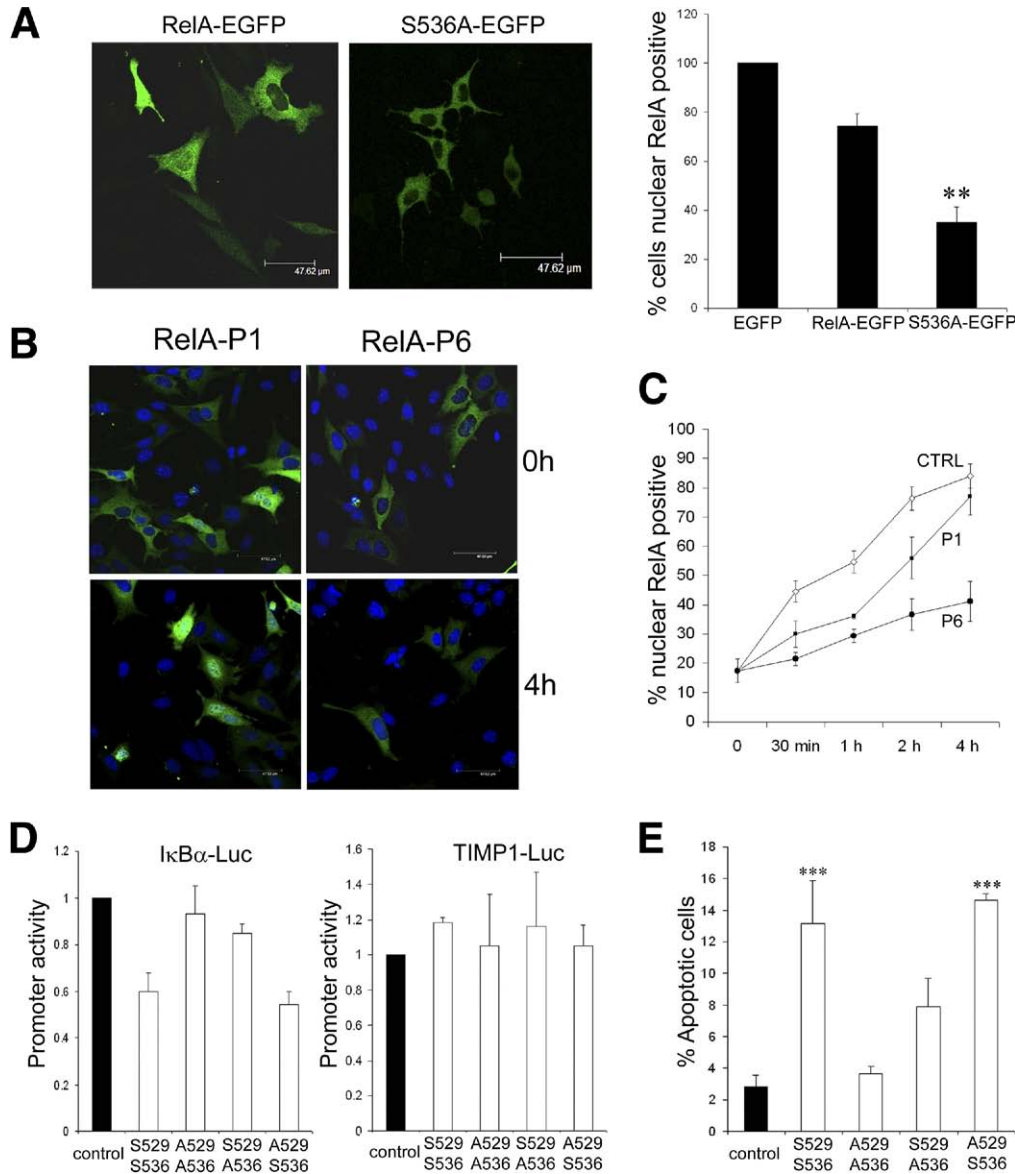 A
RelA-EGFP
S536A-EGFP
47.62 µm
47.62 µm
% cells nuclear RelA positive
120
100
80
60
40
20
0
**
EGFP
RelA-EGFP
S536A-EGFP
B
RelA-P1
RelA-P6
0h
4h
C
% nuclear RelA positive
100
90
80
70
60
50
40
30
20
10
0
CTRL
P1
P6
0
30 min
1 h
2 h
4 h
D
IκBα-Luc
Promoter activity
1.2
1
0.8
0.6
0.4
0.2
0
control
S529 A529 S529 A529
S536 A536 A536 S536
TIMP1-Luc
Promoter activity
1.6
1.4
1.2
1
0.8
0.6
0.4
0.2
0
control
S529 A529 S529 A529
S536 A536 A536 S536
E
% Apoptotic cells
18
16
14
12
10
8
6
4
2
0
***
***
control
S529 A529 S529 A529
S536 A536 A536 S536